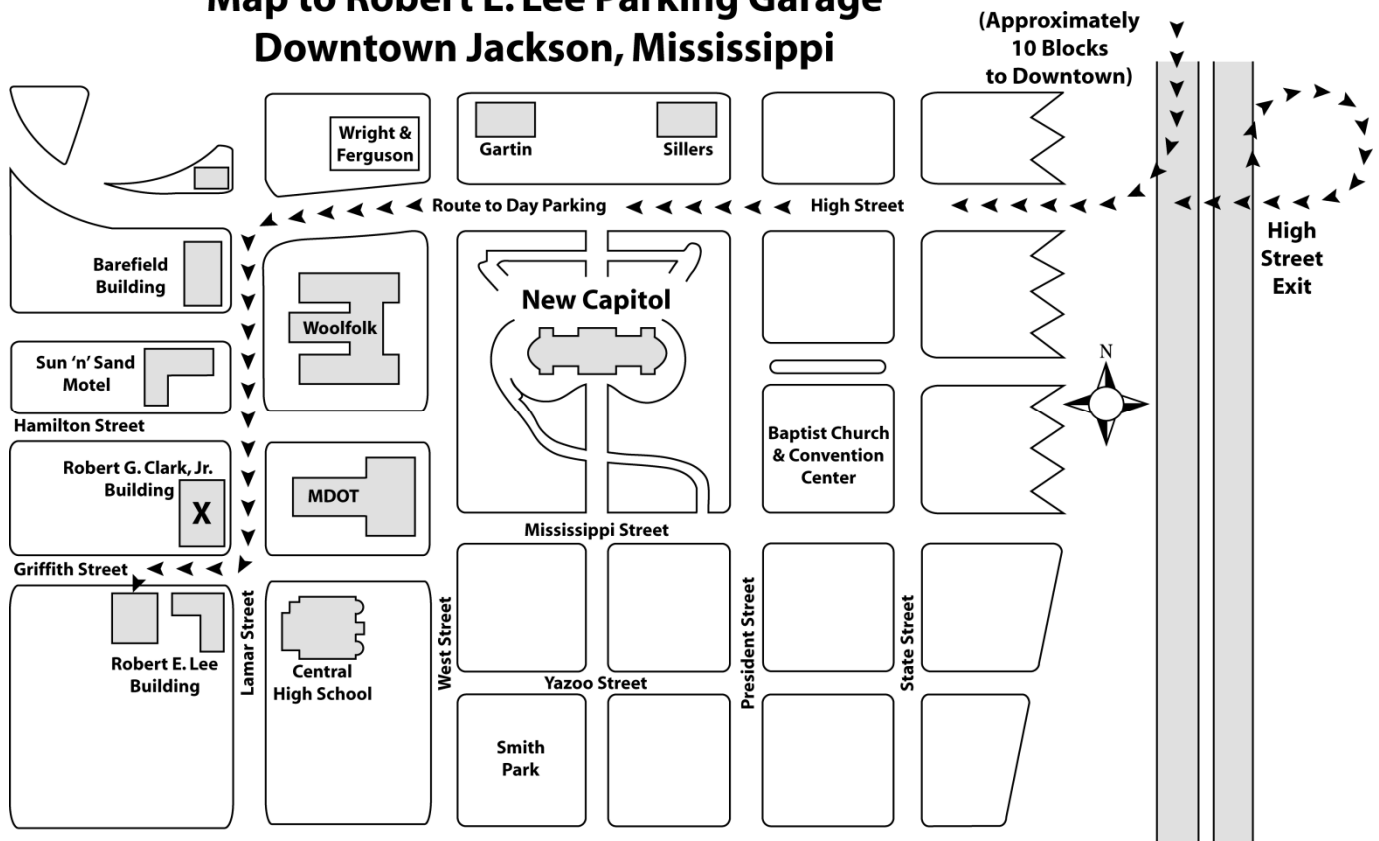 Map to Robert E. Lee Parking Garage
Downtown Jackson, Mississippi
(Approximately
10 Blocks
to Downtown)
Wright &
Ferguson
Gartin
Sillers
Route to Day Parking
High Street
High
Street
Exit
Barefield
Building
New Capitol
Woolfolk
Sun ‘n’ Sand
Motel
N
Hamilton Street
Baptist Church
& Convention
Center
Robert G. Clark, Jr.
Building
X
MDOT
Mississippi Street
Griffith Street
Lamar Street
West Street
President Street
State Street
Robert E. Lee
Building
Central
High School
Yazoo Street
Smith
Park